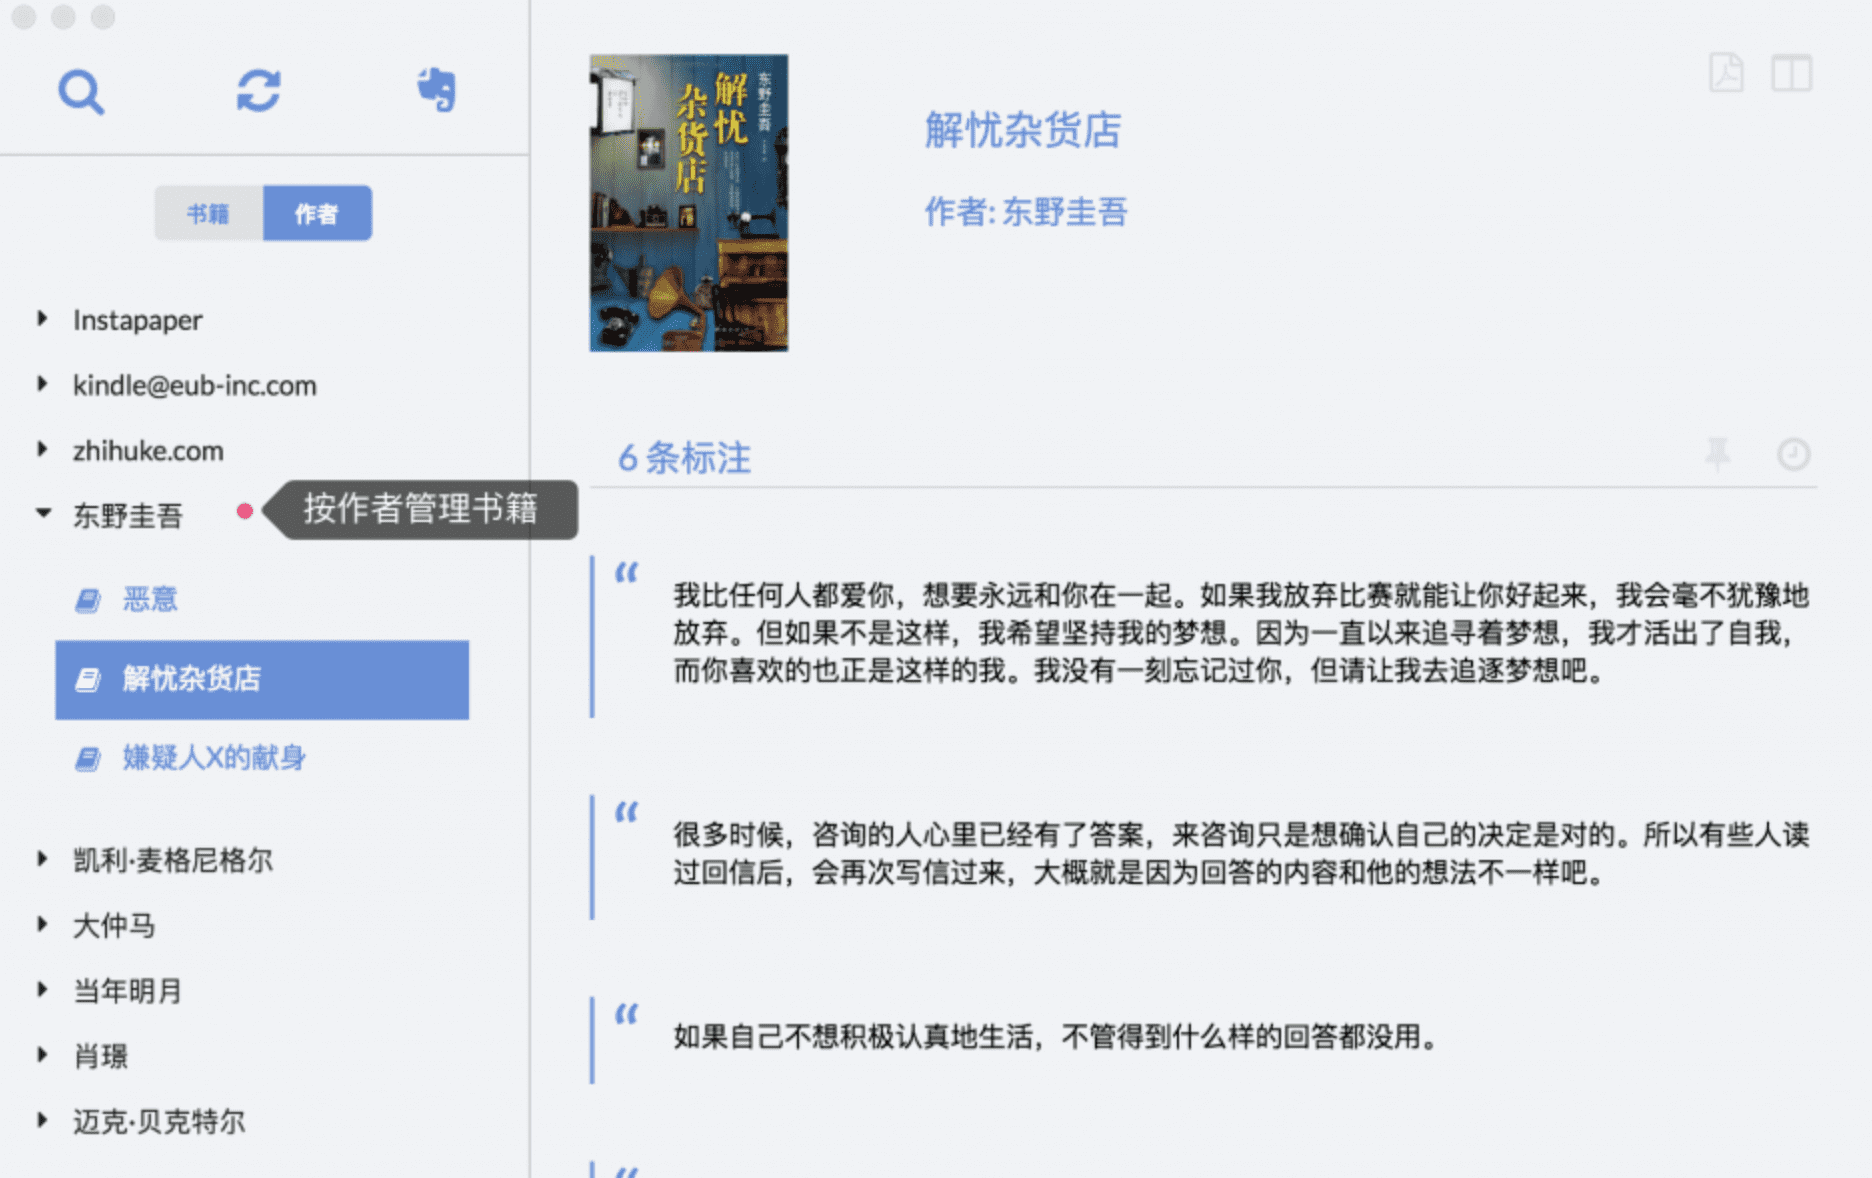 书籍
作者
Instapaper
kindle@eub-inc.com
zhihuke.com
东野圭吾
按作者管理书籍
恶意
解忧杂货店
嫌疑人X的献身
凯利·麦格尼格尔
大仲马
当年明月
肖璟
迈克·贝克特尔
解忧
杂货店
东野圭吾
解忧杂货店
作者: 东野圭吾
6 条标注
“
我比任何人都爱你，想要永远和你在一起。如果我放弃比赛就能让你好起来，我会毫不犹豫地
放弃。但如果不是这样，我希望坚持我的梦想。因为一直以来追寻着梦想，我才活出了自我，
而你喜欢的也正是这样的我。我没有一刻忘记过你，但请让我去追逐梦想吧。
“
很多时候，咨询的人心里已经有了答案，来咨询只是想确认自己的决定是对的。所以有些人读
过回信后，会再次写信过来，大概就是因为回答的内容和他的想法不一样吧。
“
如果自己不想积极认真地生活，不管得到什么样的回答都没用。
“